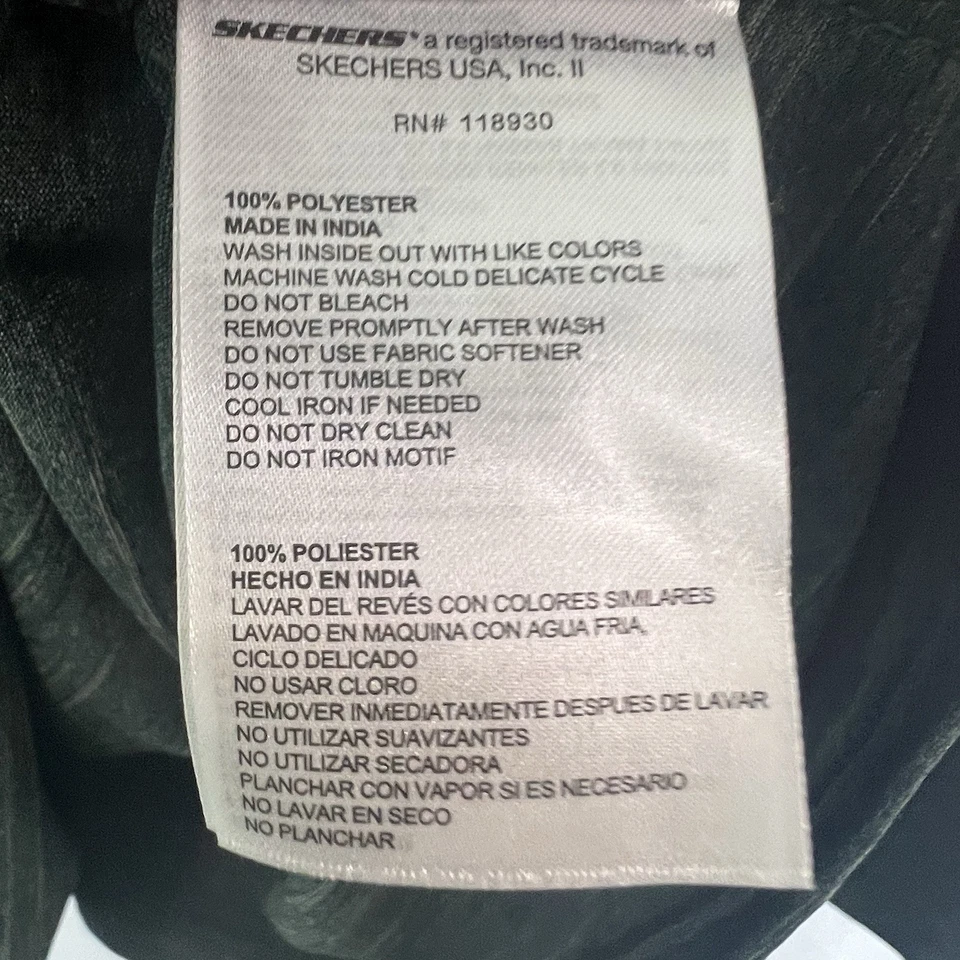 SKECHERS® a registered trademark of
SKECHERS USA, Inc. II
RN# 118930
100% POLYESTER
MADE IN INDIA
WASH INSIDE OUT WITH LIKE COLORS
MACHINE WASH COLD DELICATE CYCLE
DO NOT BLEACH
REMOVE PROMPTLY AFTER WASH
DO NOT USE FABRIC SOFTENER
DO NOT TUMBLE DRY
COOL IRON IF NEEDED
DO NOT DRY CLEAN
DO NOT IRON MOTIF
100% POLIESTER
HECHO EN INDIA
LAVAR DEL REVÉS CON COLORES SIMILARES
LAVADO EN MAQUINA CON AGUA FRIA,
CICLO DELICADO
NO USAR CLORO
REMOVER INMEDIATAMENTE DESPUES DE LAVAR
NO UTILIZAR SUAVIZANTES
NO UTILIZAR SECADORA
PLANCHAR CON VAPOR SI ES NECESARIO
NO LAVAR EN SECO
NO PLANCHAR